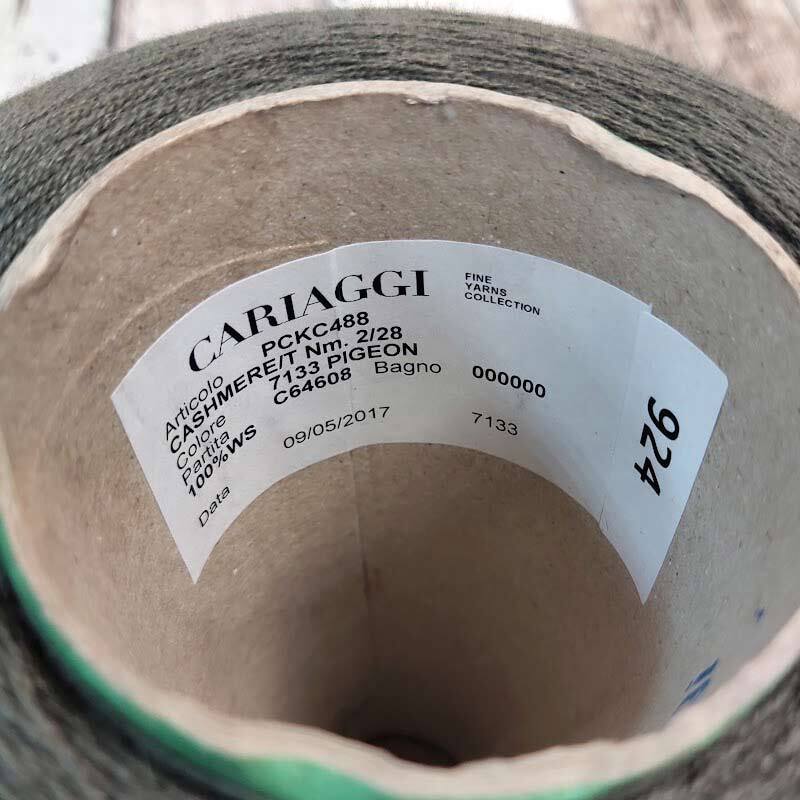 CARIAGGI
FINE
YARNS
COLLECTION
Articolo PCKC488
CASHMERE/T Nm. 2/28
Colore 7133 PIGEON
Partita C64608 Bagno 000000
100%WS
Data 09/05/2017 7133
924